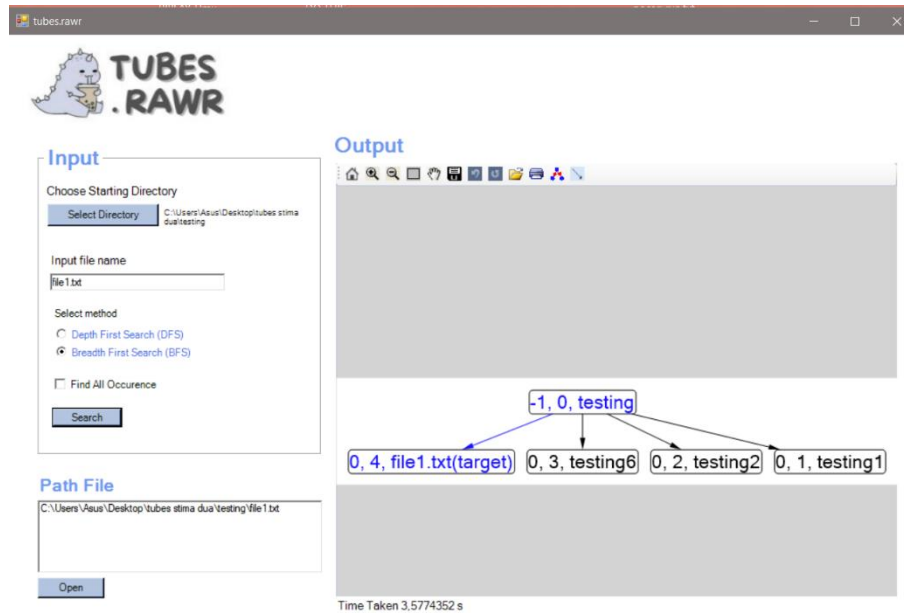 tubes.rawr
TUBES
.RAWR
Input
Choose Starting Directory
Select Directory
C:\Users\Asus\Desktop\tubes stima
dua\testing
Input file name
file1.txt
Select method
Depth First Search (DFS)
Breadth First Search (BFS)
Find All Occurence
Search
Path File
C:\Users\Asus\Desktop\tubes stima dua\testing\file1.txt
Open
Output
-1, 0, testing
0, 4, file1.txt(target)
0, 3, testing6
0, 2, testing2
0, 1, testing1
Time Taken 3,5774352 s